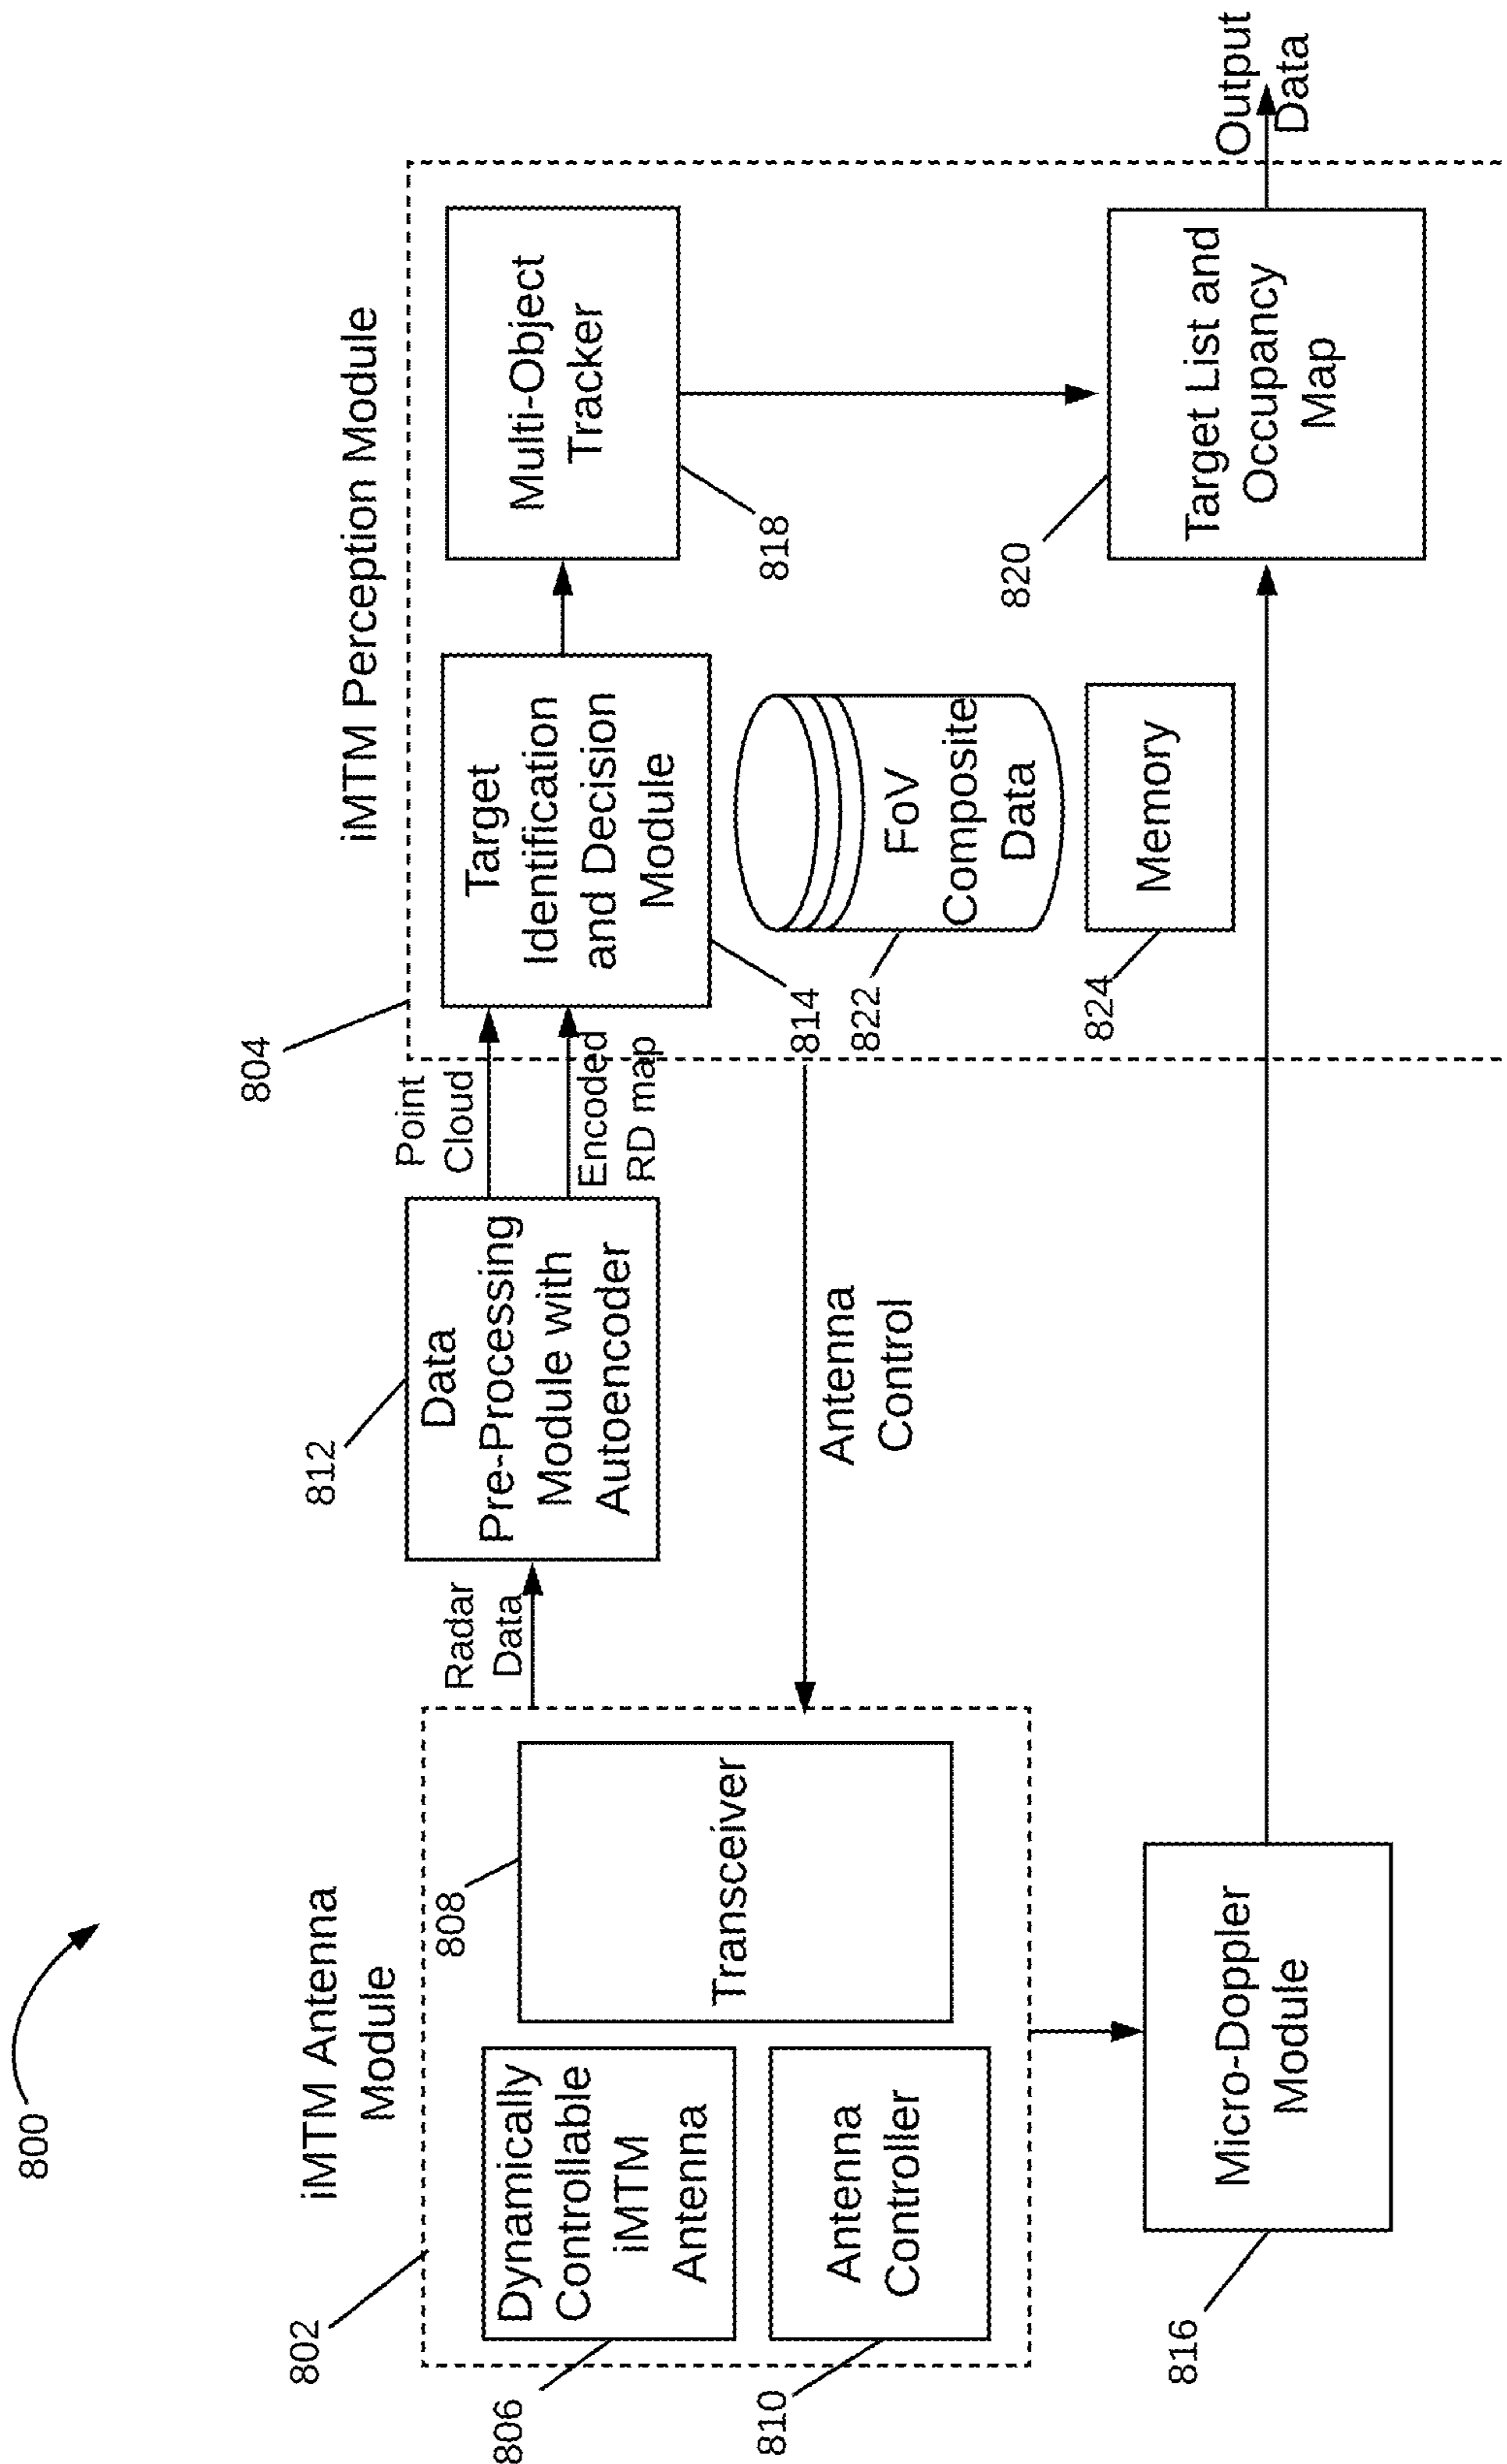 800
iMTM Antenna
Module
802
806
Dynamically
Controllable
iMTM
Antenna
808
Transceiver
810
Antenna
Controller
Radar
Data
812
Data
Pre-Processing
Module with
Autoencoder
Point
Cloud
Encoded
RD map
Antenna
Control
804
iMTM Perception Module
Target
Identification
and Decision
Module
814
Multi-Object
Tracker
818
822
FoV
Composite
Data
824
Memory
820
Target List and
Occupancy
Map
Output
Data
816
Micro-Doppler
Module